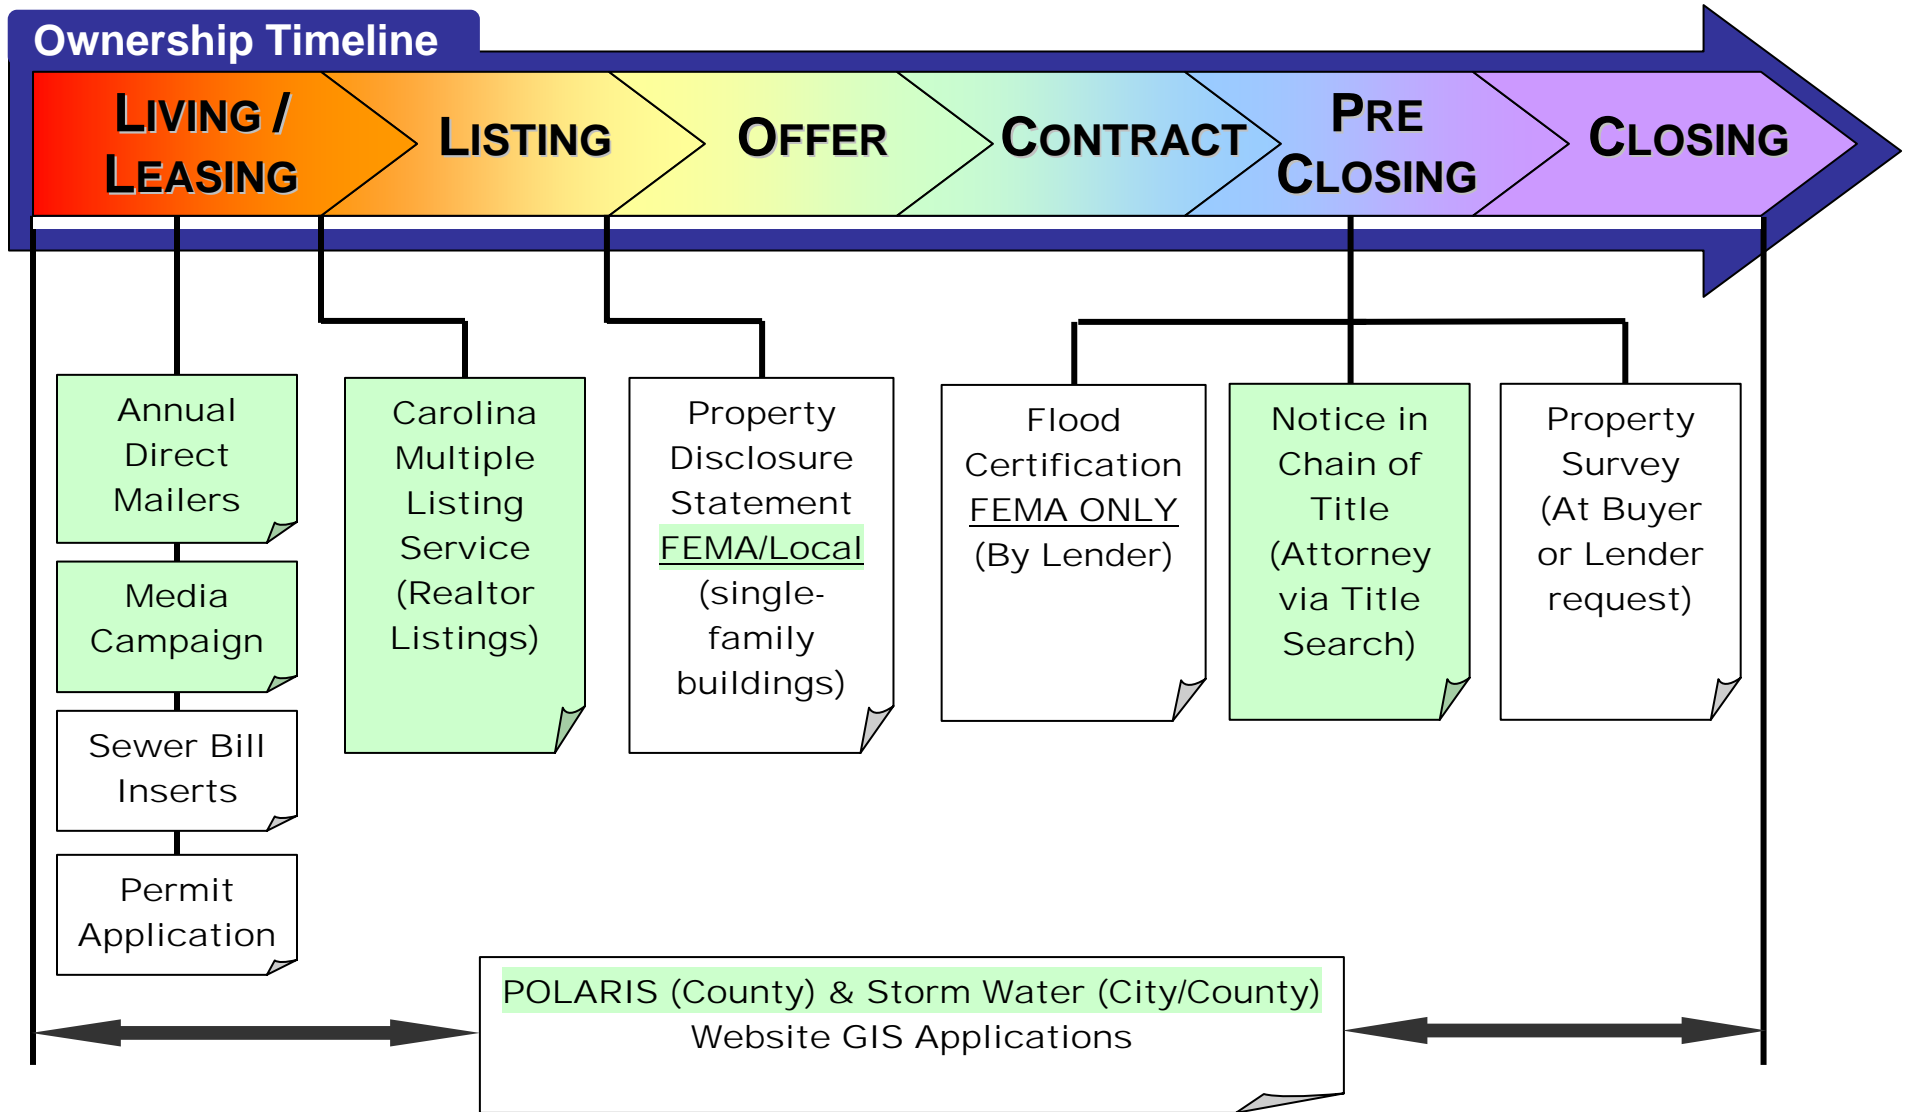 Ownership Timeline
LIVING /
LEASING
LISTING
OFFER
CONTRACT
PRE
CLOSING
CLOSING
Annual
Direct
Mailers
Media
Campaign
Sewer Bill
Inserts
Permit
Application
Carolina
Multiple
Listing
Service
(Realtor
Listings)
Property
Disclosure
Statement
FEMA/Local
(single-
family
buildings)
Flood
Certification
FEMA ONLY
(By Lender)
Notice in
Chain of
Title
(Attorney
via Title
Search)
Property
Survey
(At Buyer
or Lender
request)
POLARIS (County) & Storm Water (City/County)
Website GIS Applications